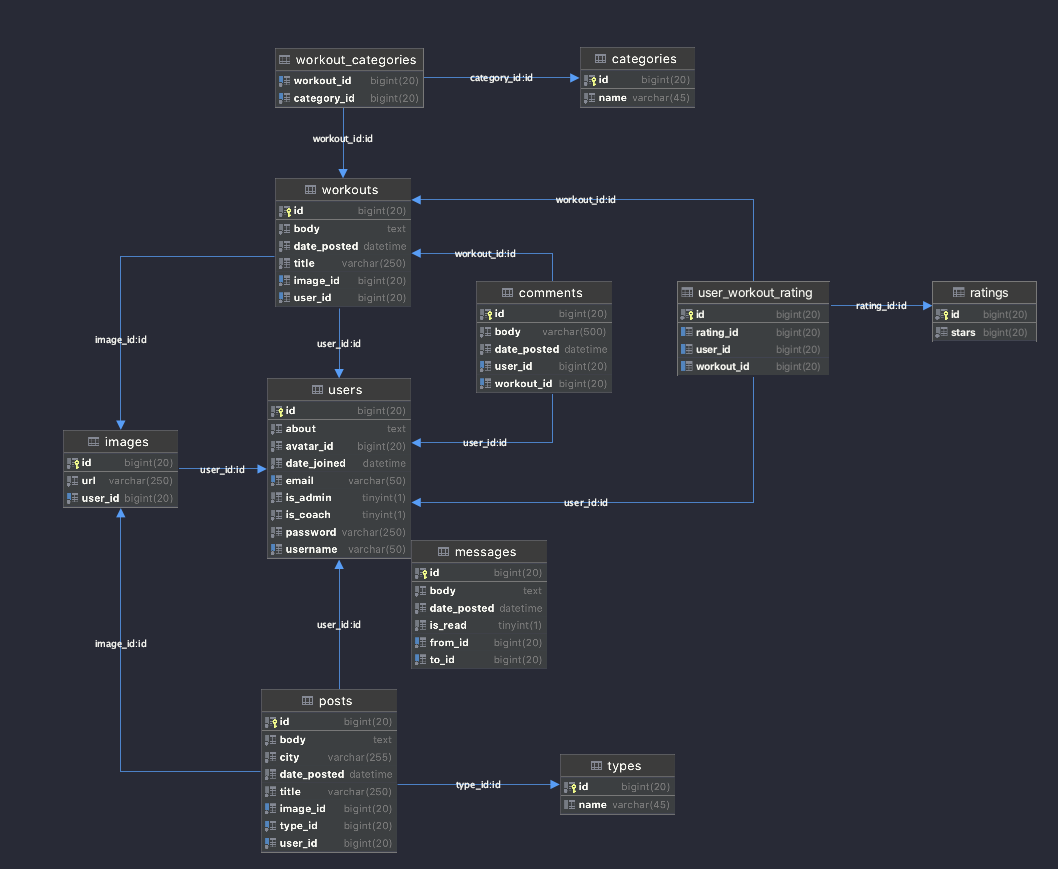 workout_categories
workout_id bigint(20)
category_id bigint(20)
category_id:id
categories
id bigint(20)
name varchar(45)
workout_id:id
workouts
id bigint(20)
body text
date_posted datetime
title varchar(250)
image_id bigint(20)
user_id bigint(20)
workout_id:id
workout_id:id
comments
id bigint(20)
body varchar(500)
date_posted datetime
user_id bigint(20)
workout_id bigint(20)
user_workout_rating
id bigint(20)
rating_id bigint(20)
user_id bigint(20)
workout_id bigint(20)
rating_id:id
ratings
id bigint(20)
stars bigint(20)
image_id:id
user_id:id
users
id bigint(20)
about text
avatar_id bigint(20)
date_joined datetime
email varchar(50)
is_admin tinyint(1)
is_coach tinyint(1)
password varchar(250)
username varchar(50)
user_id:id
user_id:id
images
id bigint(20)
url varchar(250)
user_id bigint(20)
user_id:id
messages
id bigint(20)
body text
date_posted datetime
is_read tinyint(1)
from_id bigint(20)
to_id bigint(20)
image_id:id
user_id:id
posts
id bigint(20)
body text
city varchar(255)
date_posted datetime
title varchar(250)
image_id bigint(20)
type_id bigint(20)
user_id bigint(20)
type_id:id
types
id bigint(20)
name varchar(45)